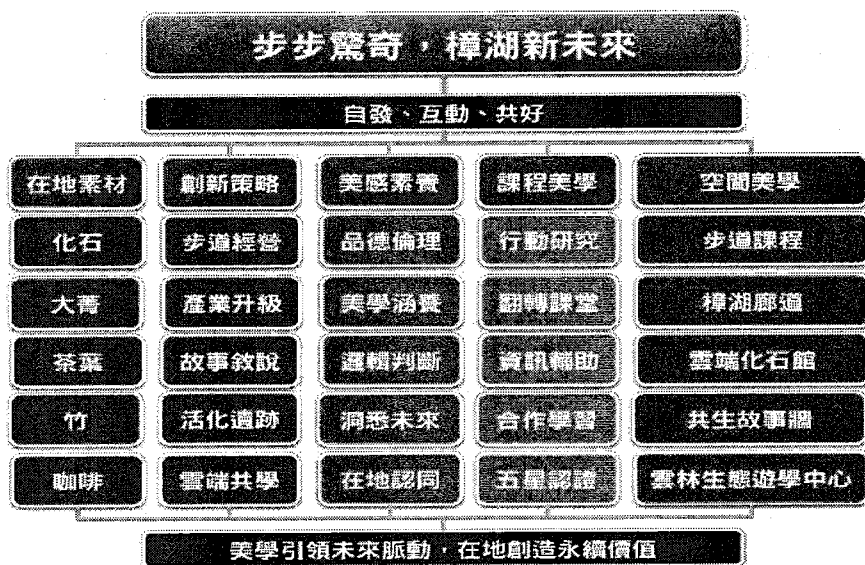 步步驚奇，樟湖新未來
自發、互動、共好
在地素材 創新策略 美感素養 課程美學 空間美學
化石 步道經營 品德倫理 行動研究 步道課程
大菁 產業升級 美學涵養 翻轉課堂 樟湖廊道
茶葉 故事敘說 邏輯判斷 資訊輔助 雲端化石館
竹 活化遺跡 洞悉未來 合作學習 共生故事牆
咖啡 雲端共學 在地認同 五星認證 雲林生態遊學中心
美學引領未來脈動，在地創造永續價值